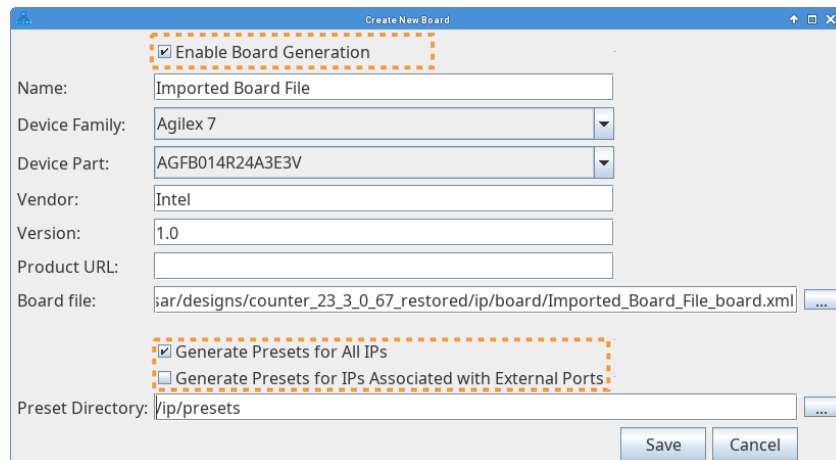 Create New Board
Enable Board Generation
Name: Imported Board File
Device Family: Agilex 7
Device Part: AGFB014R24A3E3V
Vendor: Intel
Version: 1.0
Product URL:
Board file: sar/designs/counter_23_3_0_67_restored/ip/board/Imported_Board_File_board.xml ...
Generate Presets for All IPs
Generate Presets for IPs Associated with External Ports
Preset Directory: /ip/presets ...
Save Cancel